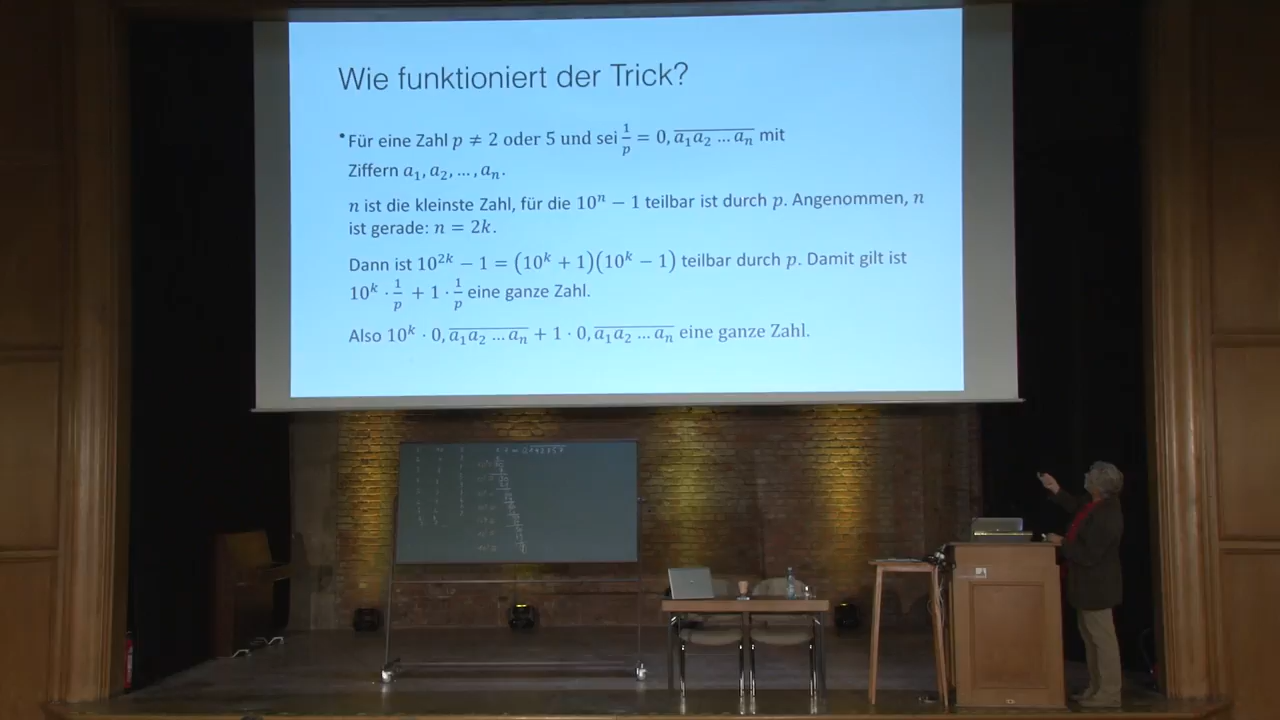 Wie funktioniert der Trick?
• Für eine Zahl p ≠ 2 oder 5 und sei 1/p = 0, \overline{a₁a₂ … aₙ} mit
Ziffern a₁, a₂, … , aₙ.
n ist die kleinste Zahl, für die 10ⁿ − 1 teilbar ist durch p. Angenommen, n
ist gerade: n = 2k.
Dann ist 10²ᵏ − 1 = (10ᵏ + 1)(10ᵏ − 1) teilbar durch p. Damit gilt ist
10ᵏ · 1/p + 1 · 1/p eine ganze Zahl.
Also 10ᵏ · 0, \overline{a₁a₂ … aₙ} + 1 · 0, \overline{a₁a₂ … aₙ} eine ganze Zahl.